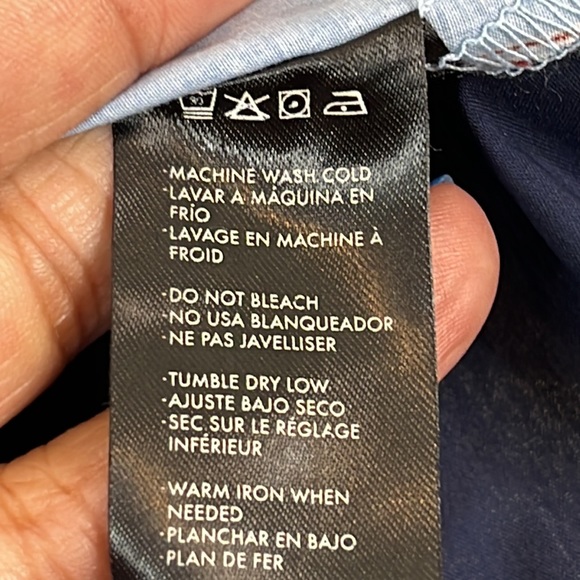 -MACHINE WASH COLD
-LAVAR A MÁQUINA EN
FRÍO
-LAVAGE EN MACHINE À
FROID
-DO NOT BLEACH
-NO USA BLANQUEADOR
-NE PAS JAVELLISER
-TUMBLE DRY LOW
-AJUSTE BAJO SECO
-SEC SUR LE RÉGLAGE
INFÉRIEUR
-WARM IRON WHEN
NEEDED
-PLANCHAR EN BAJO
-PLAN DE FER